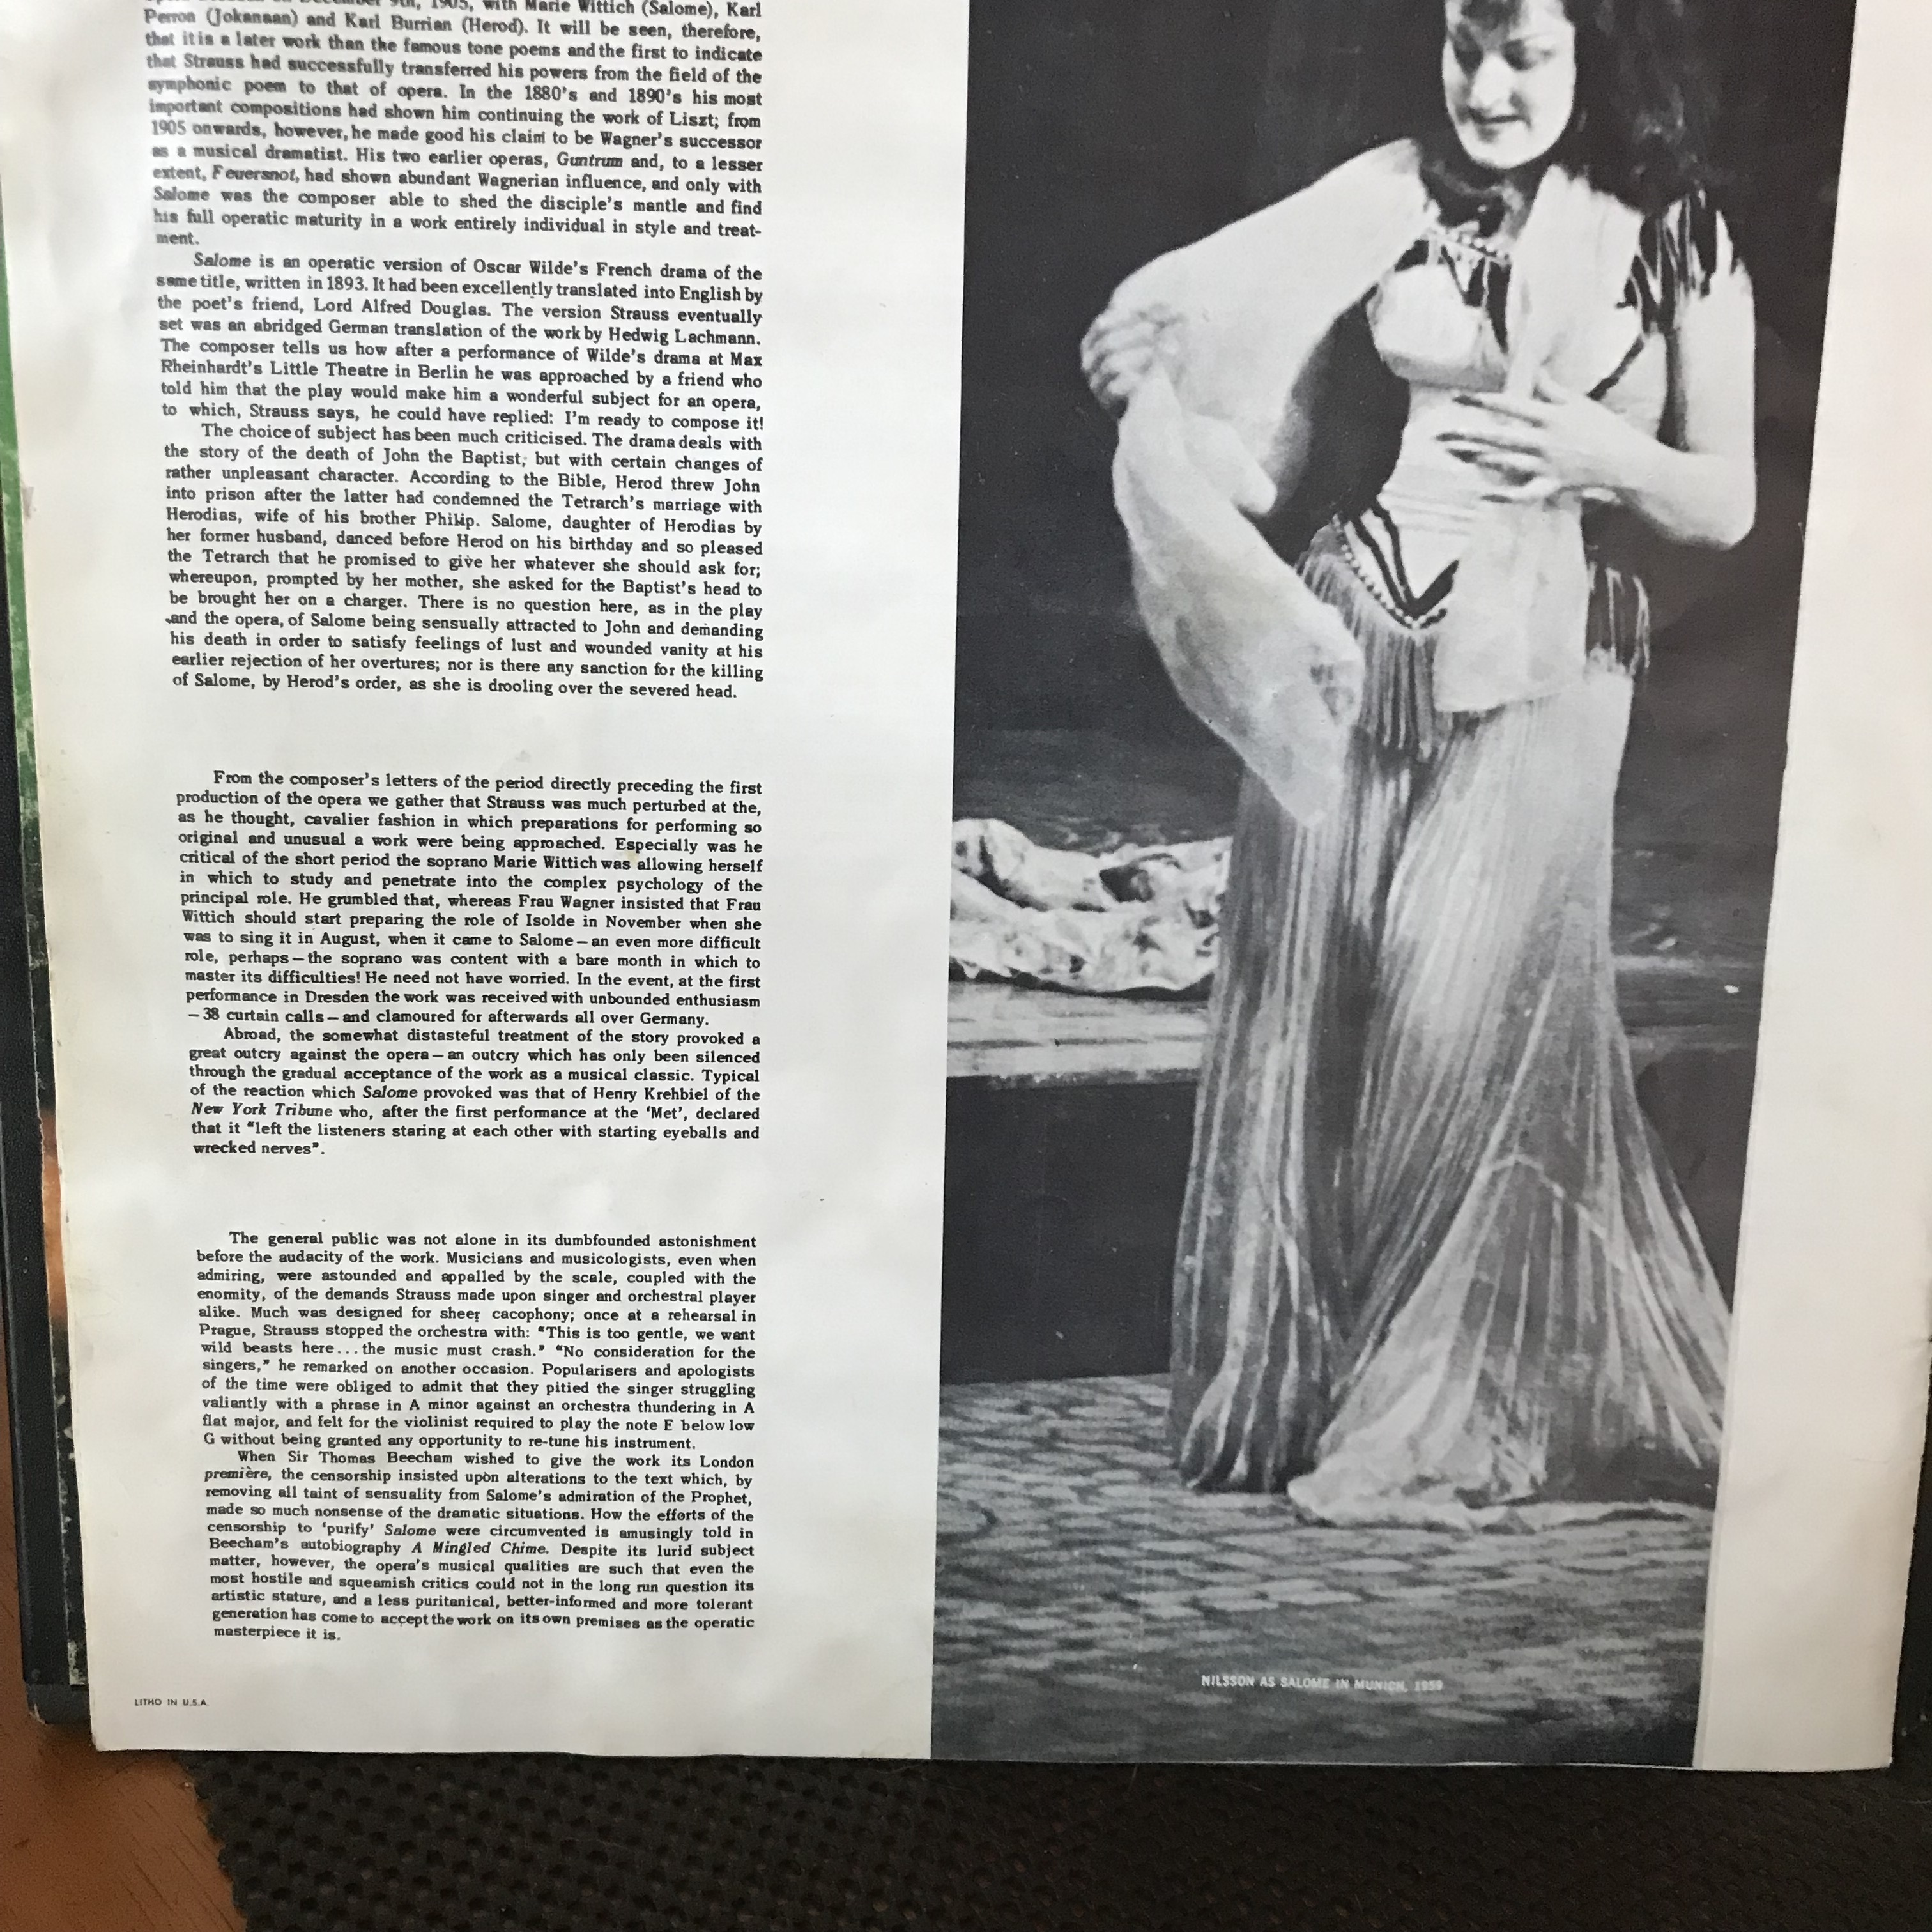 December 9th, 1905, with Marie Wittich (Salome), Karl
Perron (Jokanaan) and Karl Burrian (Herod). It will be seen, therefore,
that it is a later work than the famous tone poems and the first to indicate
that Strauss had successfully transferred his powers from the field of the
symphonic poem to that of opera. In the 1880's and 1890's his most
important compositions had shown him continuing the work of Liszt; from
1905 onwards, however, he made good his claim to be Wagner's successor
as a musical dramatist. His two earlier operas, Guntrum and, to a lesser
extent, Feuersnot, had shown abundant Wagnerian influence, and only with
Salome was the composer able to shed the disciple's mantle and find
his full operatic maturity in a work entirely individual in style and treat-
ment.
Salome is an operatic version of Oscar Wilde's French drama of the
same title, written in 1893. It had been excellently translated into English by
the poet's friend, Lord Alfred Douglas. The version Strauss eventually
set was an abridged German translation of the work by Hedwig Lachmann.
The composer tells us how after a performance of Wilde's drama at Max
Rheinhardt's Little Theatre in Berlin he was approached by a friend who
told him that the play would make him a wonderful subject for an opera,
to which, Strauss says, he could have replied: I'm ready to compose it!
The choice of subject has been much criticised. The drama deals with
the story of the death of John the Baptist, but with certain changes of
rather unpleasant character. According to the Bible, Herod threw John
into prison after the latter had condemned the Tetrarch's marriage with
Herodias, wife of his brother Philip. Salome, daughter of Herodias by
her former husband, danced before Herod on his birthday and so pleased
the Tetrarch that he promised to give her whatever she should ask for;
whereupon, prompted by her mother, she asked for the Baptist's head to
be brought her on a charger. There is no question here, as in the play
and the opera, of Salome being sensually attracted to John and demanding
his death in order to satisfy feelings of lust and wounded vanity at his
earlier rejection of her overtures; nor is there any sanction for the killing
of Salome, by Herod's order, as she is drooling over the severed head.
From the composer's letters of the period directly preceding the first
production of the opera we gather that Strauss was much perturbed at the,
as he thought, cavalier fashion in which preparations for performing so
original and unusual a work were being approached. Especially was he
critical of the short period the soprano Marie Wittich was allowing herself
in which to study and penetrate into the complex psychology of the
principal role. He grumbled that, whereas Frau Wagner insisted that Frau
Wittich should start preparing the role of Isolde in November when she
was to sing it in August, when it came to Salome – an even more difficult
role, perhaps – the soprano was content with a bare month in which to
master its difficulties! He need not have worried. In the event, at the first
performance in Dresden the work was received with unbounded enthusiasm
– 38 curtain calls – and clamoured for afterwards all over Germany.
Abroad, the somewhat distasteful treatment of the story provoked a
great outcry against the opera – an outcry which has only been silenced
through the gradual acceptance of the work as a musical classic. Typical
of the reaction which Salome provoked was that of Henry Krehbiel of the
New York Tribune who, after the first performance at the 'Met', declared
that it "left the listeners staring at each other with starting eyeballs and
wrecked nerves".
The general public was not alone in its dumbfounded astonishment
before the audacity of the work. Musicians and musicologists, even when
admiring, were astounded and appalled by the scale, coupled with the
enormity, of the demands Strauss made upon singer and orchestral player
alike. Much was designed for sheer cacophony; once at a rehearsal in
Prague, Strauss stopped the orchestra with: "This is too gentle, we want
wild beasts here... the music must crash." "No consideration for the
singers," he remarked on another occasion. Popularisers and apologists
of the time were obliged to admit that they pitied the singer struggling
valiantly with a phrase in A minor against an orchestra thundering in A
flat major, and felt for the violinist required to play the note E below low
G without being granted any opportunity to re-tune his instrument.
When Sir Thomas Beecham wished to give the work its London
première, the censorship insisted upon alterations to the text which, by
removing all taint of sensuality from Salome's admiration of the Prophet,
made so much nonsense of the dramatic situations. How the efforts of the
censorship to 'purify' Salome were circumvented is amusingly told in
Beecham's autobiography A Mingled Chime. Despite its lurid subject
matter, however, the opera's musical qualities are such that even the
most hostile and squeamish critics could not in the long run question its
artistic stature, and a less puritanical, better-informed and more tolerant
generation has come to accept the work on its own premises as the operatic
masterpiece it is.
LITHO IN U.S.A.
NILSSON AS SALOME IN MUNICH, 1959